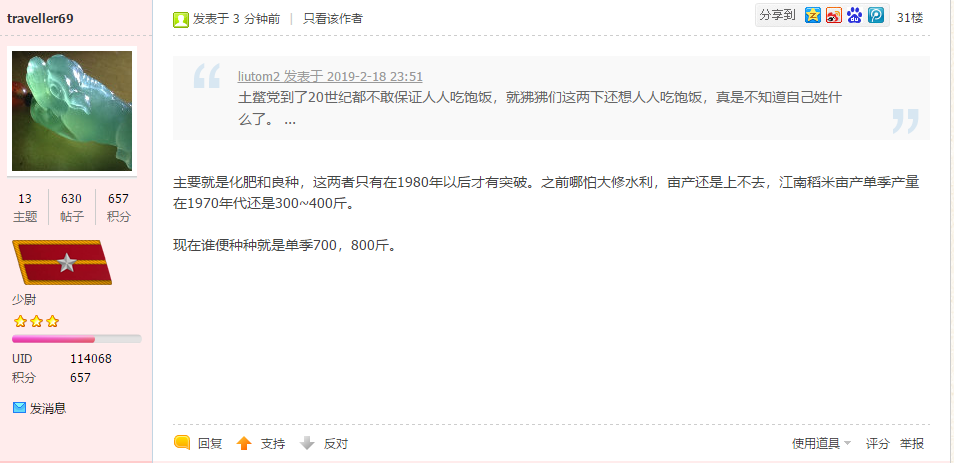 traveller69
发表于 3 分钟前 | 只看该作者
分享到
31楼
liutom2 发表于 2019-2-18 23:51
土鳖党到了20世纪都不敢保证人人吃饱饭，就狒狒们这两下还想人人吃饱饭，真是不知道自己姓什
么了。 ...
主要就是化肥和良种，这两者只有在1980年以后才有突破。之前哪怕大修水利，亩产还是上不去，江南稻米亩产单季产量
在1970年代还是300~400斤。
现在谁便种种就是单季700，800斤。
13 630 657
主题 帖子 积分
少尉
UID 114068
积分 657
发消息
回复 支持 反对
使用道具 评分 举报